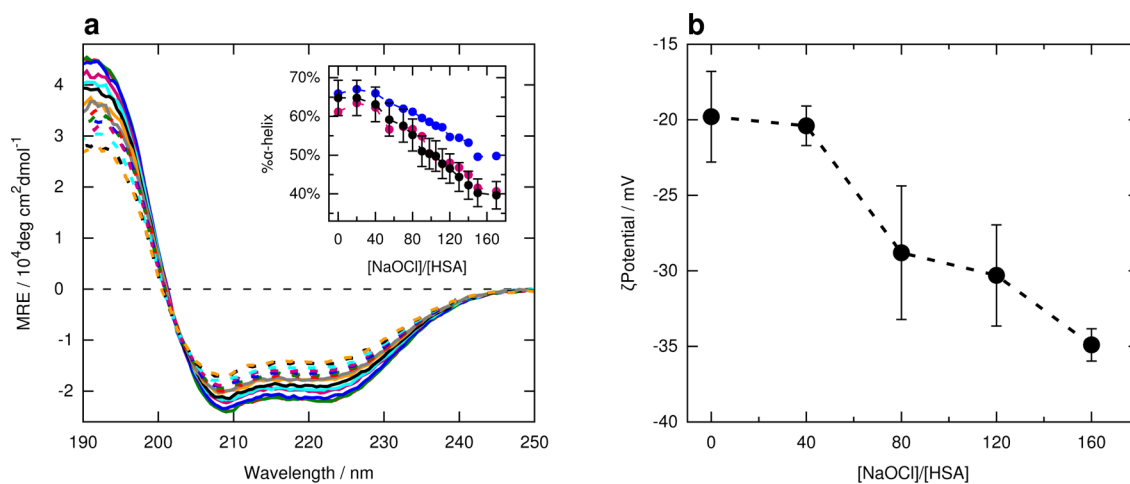 a
MRE / 10⁴deg cm²dmol⁻¹
4
3
2
1
0
-1
-2
190 200 210 220 230 240 250
Wavelength / nm
%α-helix
70%
60%
50%
40%
0 40 80 120 160
[NaOCl]/[HSA]
b
ζPotential / mV
-15
-20
-25
-30
-35
-40
0 40 80 120 160
[NaOCl]/[HSA]